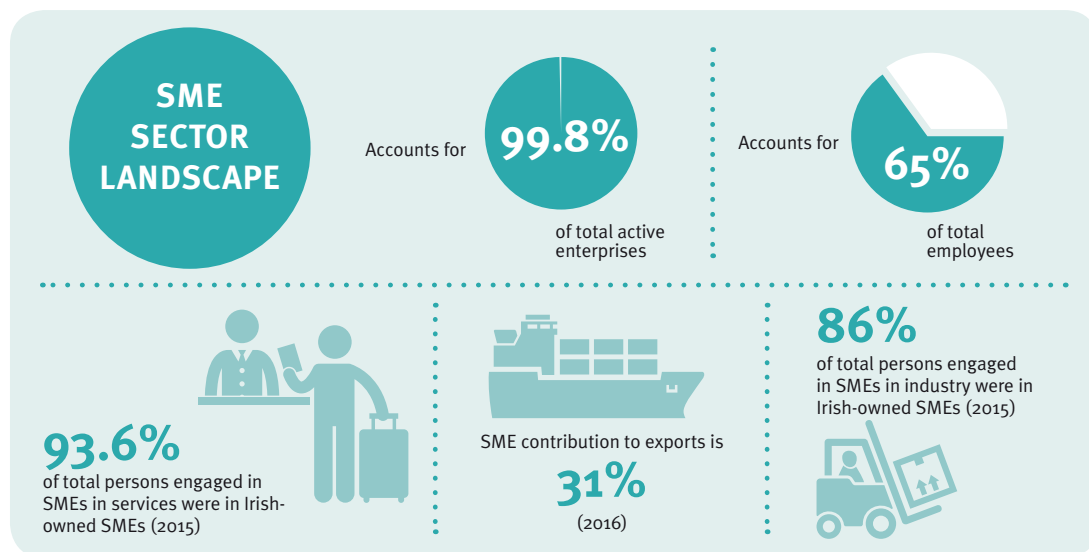 SME
SECTOR
LANDSCAPE
Accounts for
99.8%
of total active
enterprises
Accounts for
65%
of total
employees
93.6%
of total persons engaged in
SMEs in services were in Irish-
owned SMEs (2015)
SME contribution to exports is
31%
(2016)
86%
of total persons engaged
in SMEs in industry were in
Irish-owned SMEs (2015)